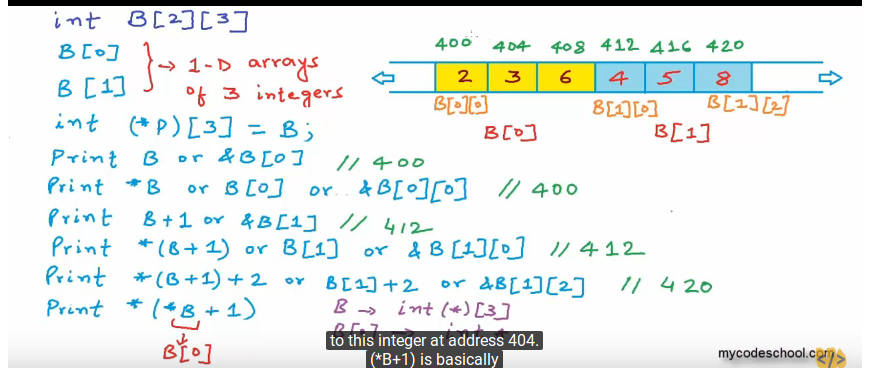 int B[2][3]
B[0]
B[1]
→ 1-D arrays
of 3 integers
400 404 408 412 416 420
2 3 6 4 5 8
B[0][0] B[1][0] B[1][2]
B[0] B[1]
int (*P)[3] = B;
Print B or &B[0] // 400
Print *B or B[0] or &B[0][0] // 400
Print B+1 or &B[1] // 412
Print *(B+1) or B[1] or &B[1][0] // 412
Print *(B+1)+2 or B[1]+2 or &B[1][2] // 420
Print *(*B+1)
B → int (*)[3]
B[0]
to this integer at address 404.
(*B+1) is basically
mycodeschool.com